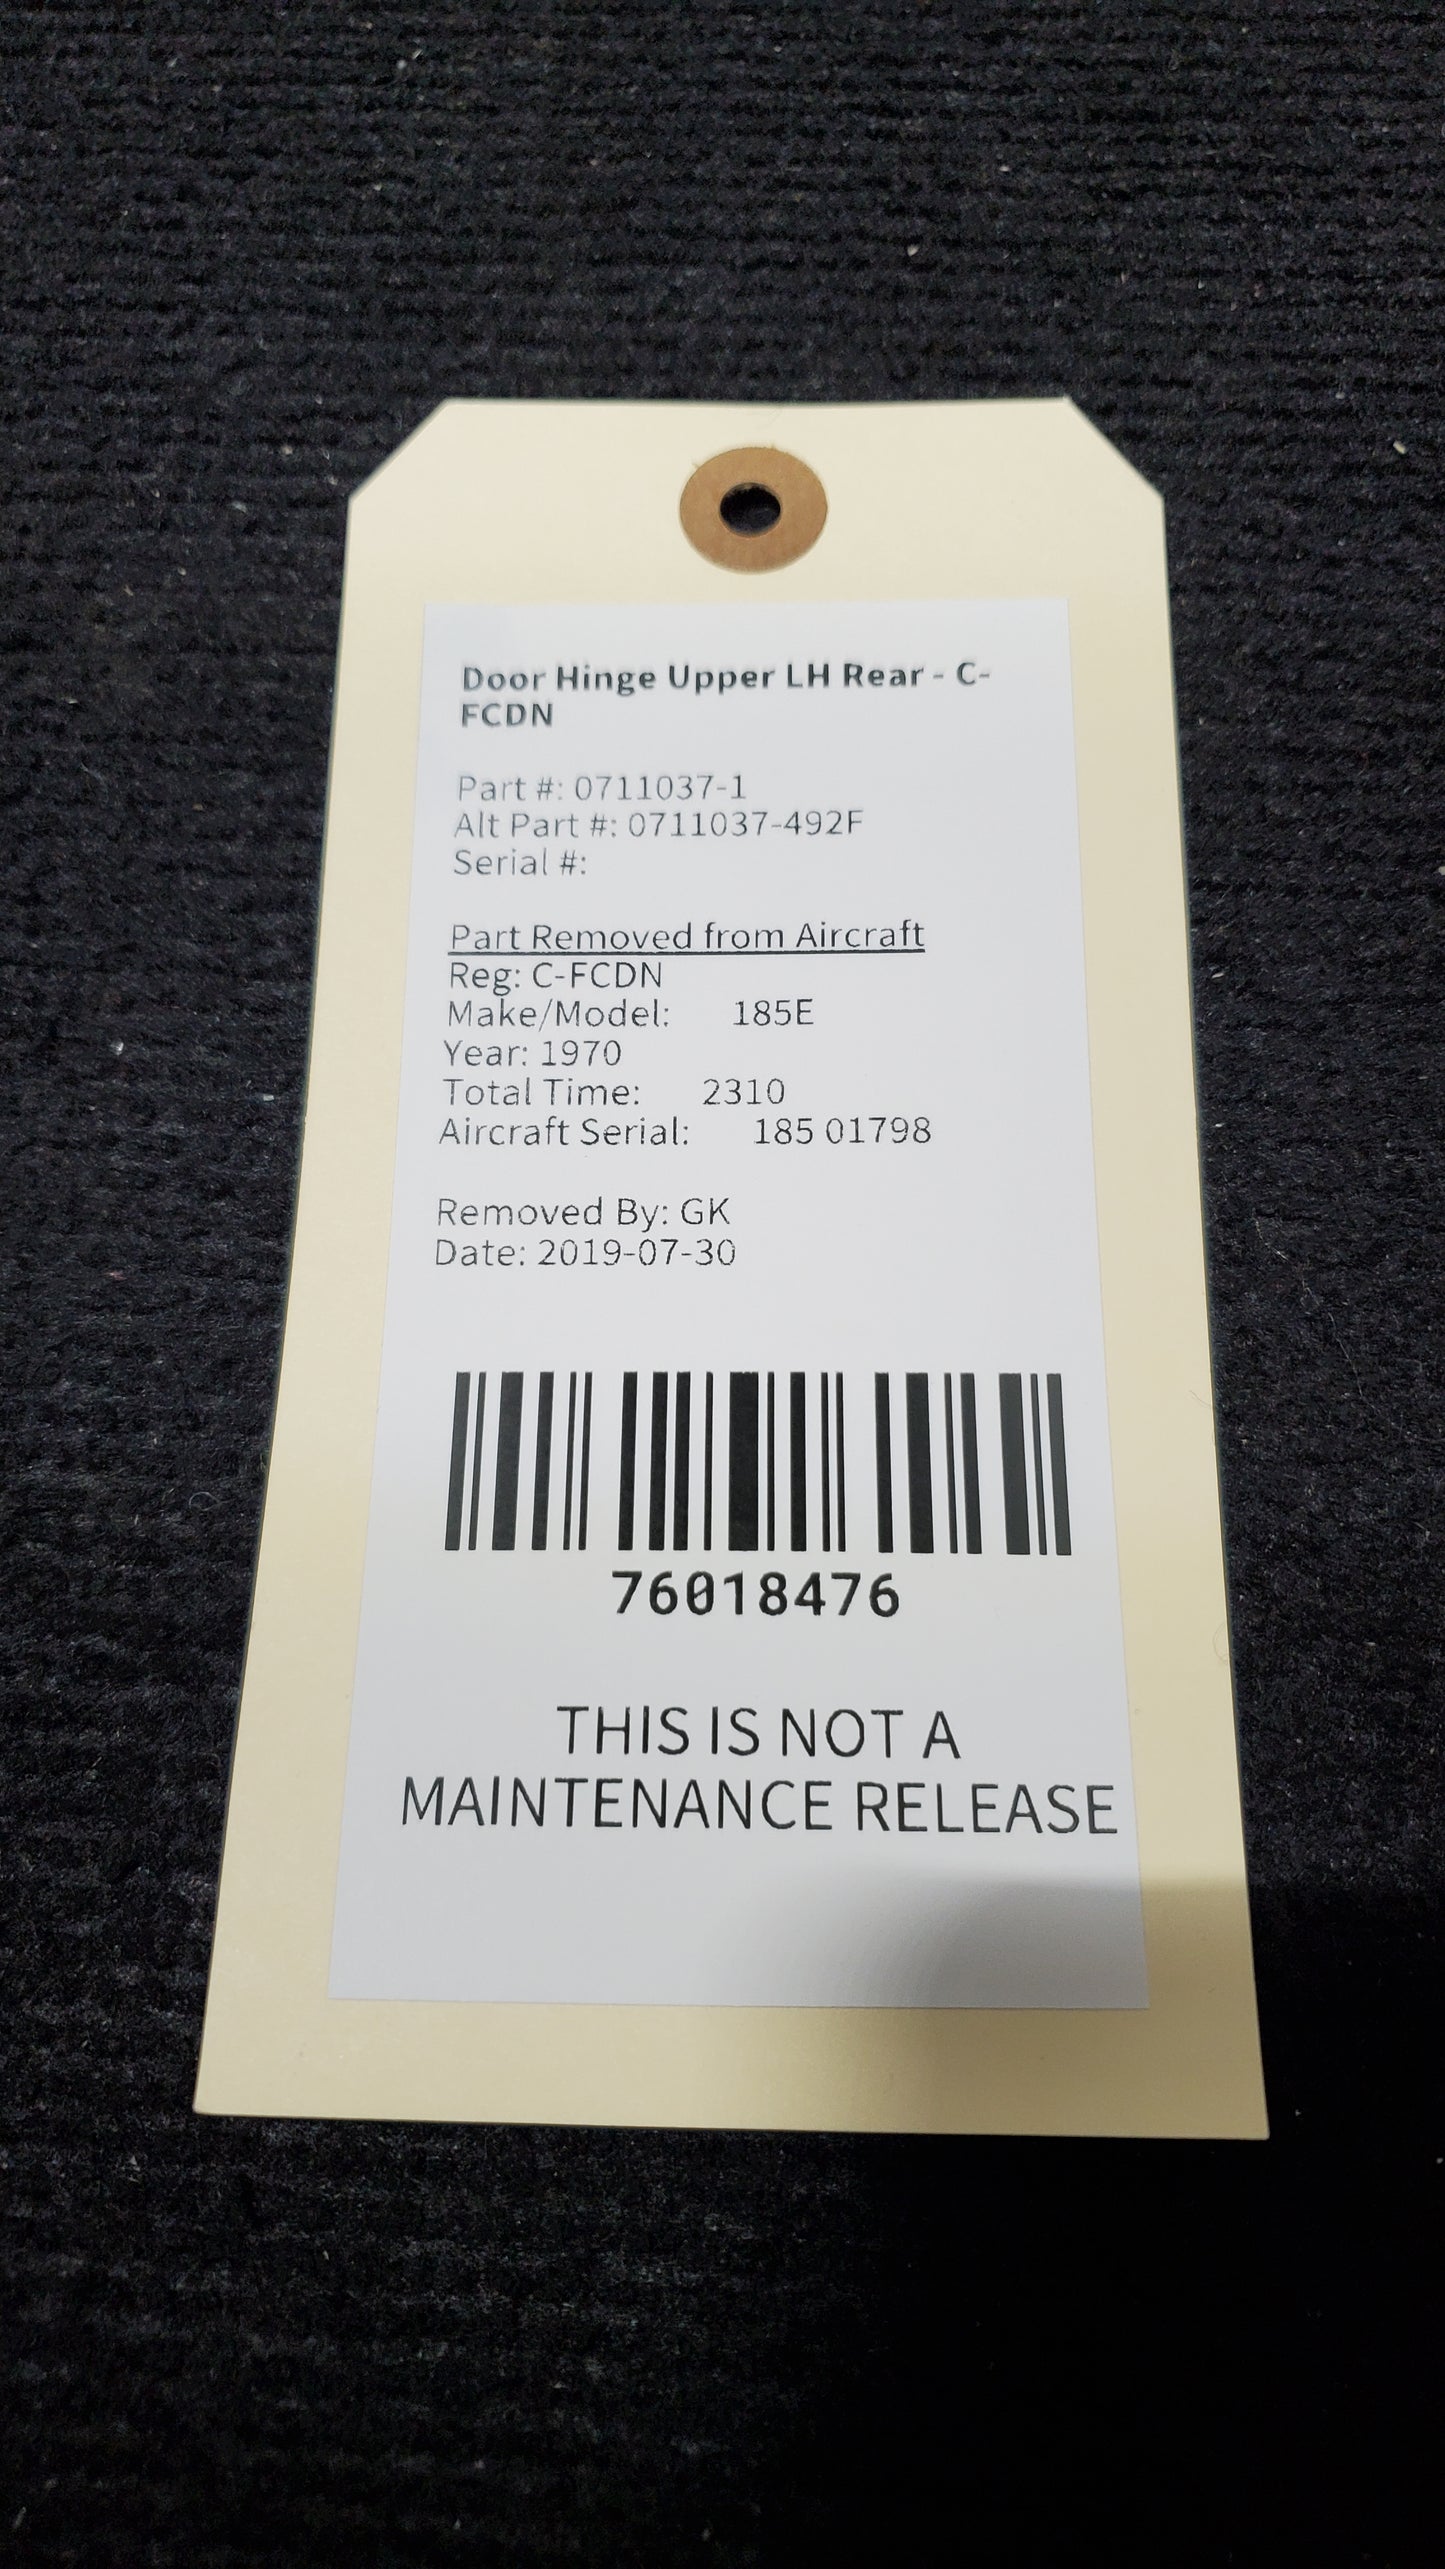 Door Hinge Upper LH Rear - C-
FCDN
Part #: 0711037-1
Alt Part #: 0711037-492F
Serial #:
Part Removed from Aircraft
Reg: C-FCDN
Make/Model: 185E
Year: 1970
Total Time: 2310
Aircraft Serial: 185 01798
Removed By: GK
Date: 2019-07-30
76018476
THIS IS NOT A
MAINTENANCE RELEASE